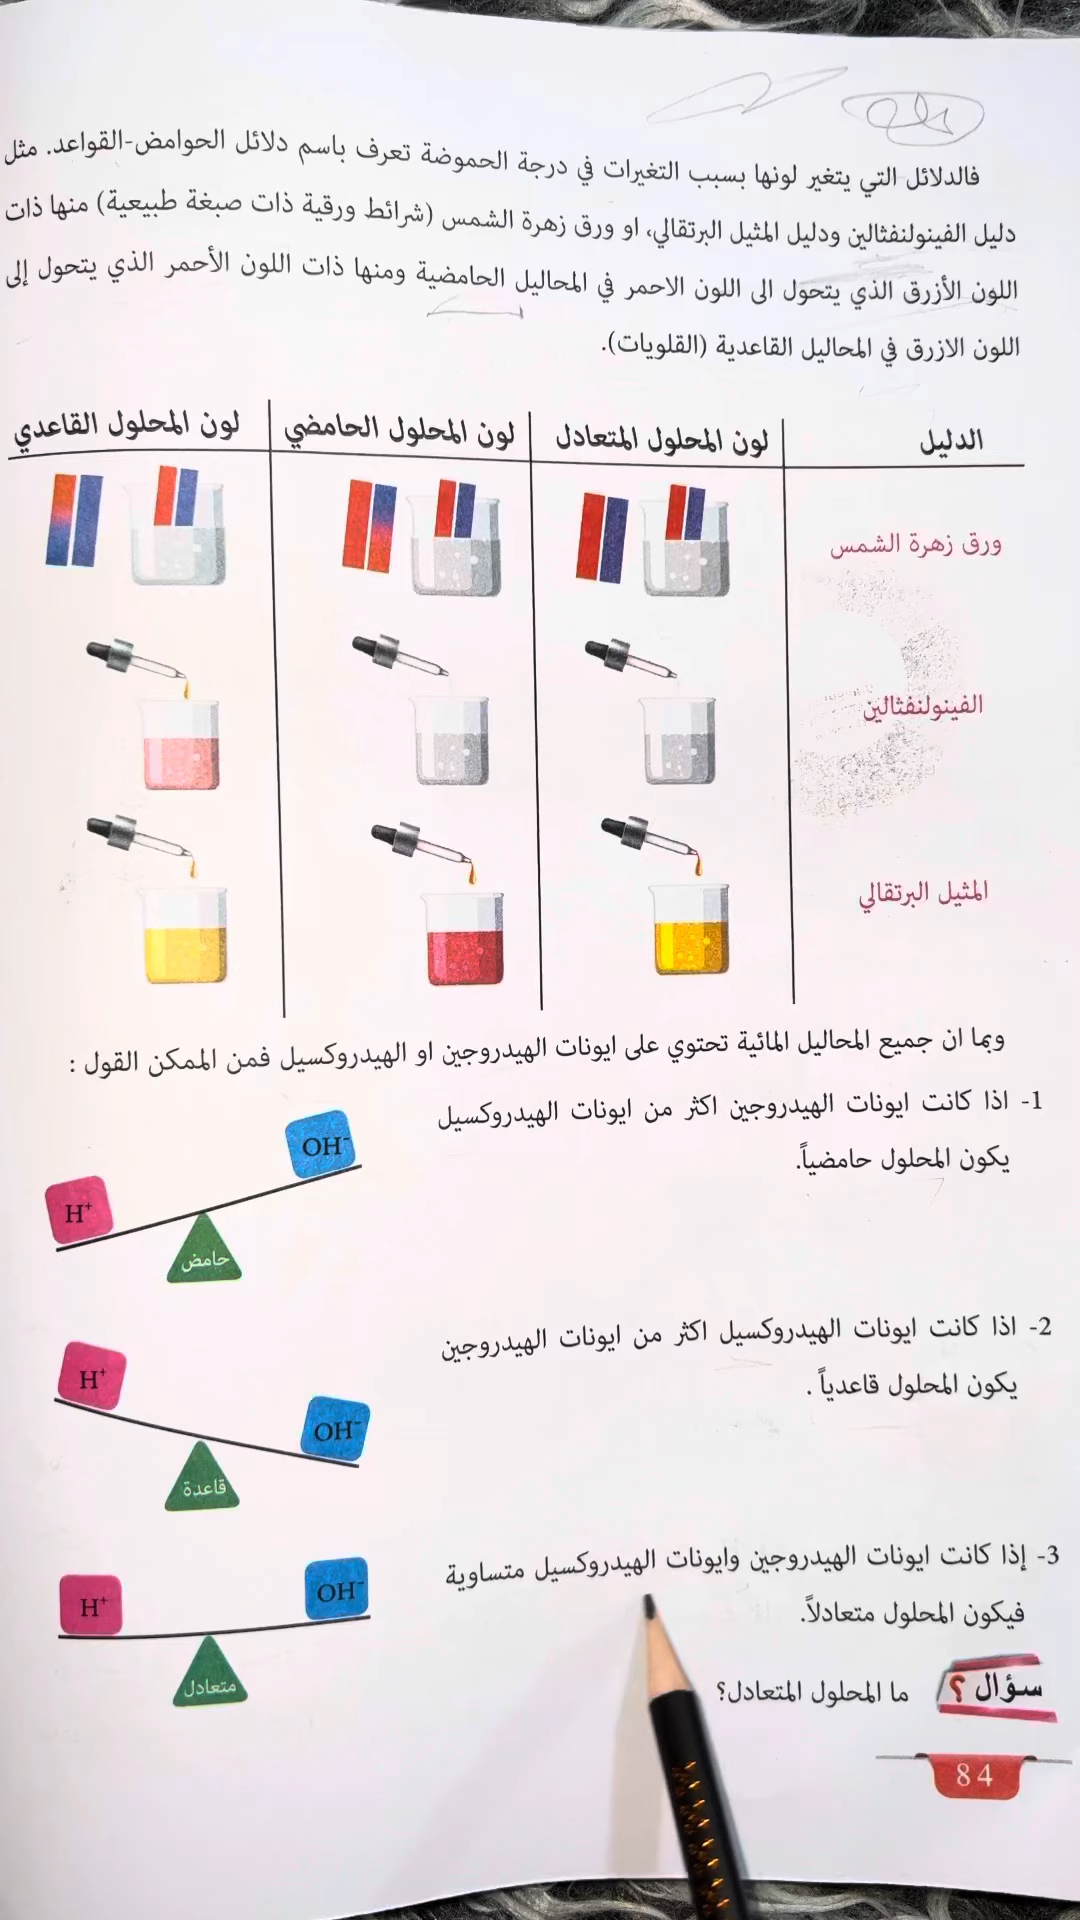 فالدلائل التي يتغير لونها بسبب التغيرات في درجة الحموضة تعرف باسم دلائل الحوامض-القواعد. مثل
دليل الفينولنفثالين ودليل المثيل البرتقالي، او ورق زهرة الشمس (شرائط ورقية ذات صبغة طبيعية) منها ذات
اللون الأزرق الذي يتحول الى اللون الاحمر في المحاليل الحامضية ومنها ذات اللون الأحمر الذي يتحول إلى
اللون الازرق في المحاليل القاعدية (القلويات).
الدليل
لون المحلول المتعادل
لون المحلول الحامضي
لون المحلول القاعدي
ورق زهرة الشمس
الفينولنفثالين
المثيل البرتقالي
وبما ان جميع المحاليل المائية تحتوي على ايونات الهيدروجين او الهيدروكسيل فمن الممكن القول :
1- اذا كانت ايونات الهيدروجين اكثر من ايونات الهيدروكسيل
يكون المحلول حامضياً.
OH⁻
H⁺
حامض
2- اذا كانت ايونات الهيدروكسيل اكثر من ايونات الهيدروجين
يكون المحلول قاعدياً .
H⁺
OH⁻
قاعدة
3- إذا كانت ايونات الهيدروجين وايونات الهيدروكسيل متساوية
فيكون المحلول متعادلاً.
OH⁻
H⁺
متعادل
سؤال ؟ ما المحلول المتعادل؟
84